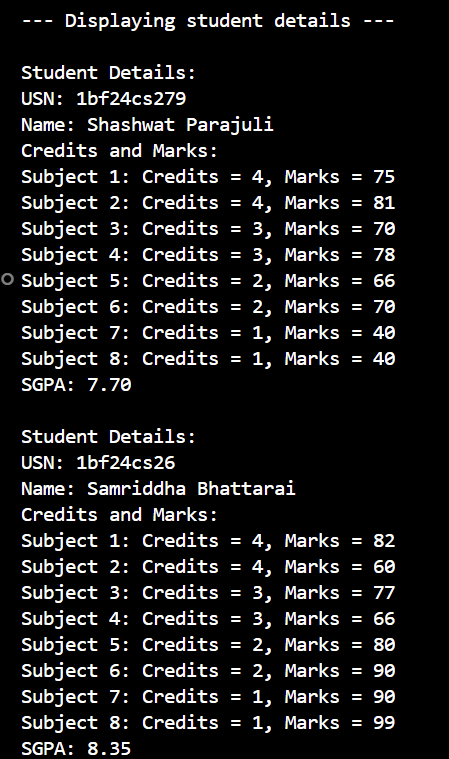 --- Displaying student details ---
Student Details:
USN: 1bf24cs279
Name: Shashwat Parajuli
Credits and Marks:
Subject 1: Credits = 4, Marks = 75
Subject 2: Credits = 4, Marks = 81
Subject 3: Credits = 3, Marks = 70
Subject 4: Credits = 3, Marks = 78
Subject 5: Credits = 2, Marks = 66
Subject 6: Credits = 2, Marks = 70
Subject 7: Credits = 1, Marks = 40
Subject 8: Credits = 1, Marks = 40
SGPA: 7.70
Student Details:
USN: 1bf24cs26
Name: Samriddha Bhattarai
Credits and Marks:
Subject 1: Credits = 4, Marks = 82
Subject 2: Credits = 4, Marks = 60
Subject 3: Credits = 3, Marks = 77
Subject 4: Credits = 3, Marks = 66
Subject 5: Credits = 2, Marks = 80
Subject 6: Credits = 2, Marks = 90
Subject 7: Credits = 1, Marks = 90
Subject 8: Credits = 1, Marks = 99
SGPA: 8.35